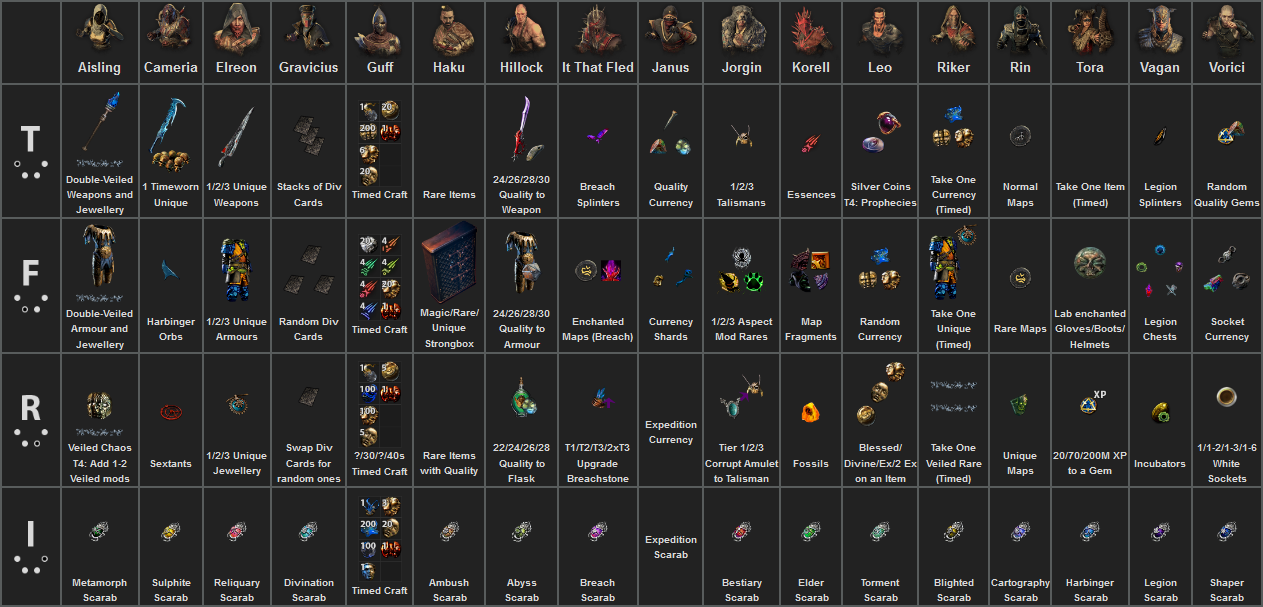 Aisling
Cameria
Elreon
Gravicius
Guff
Haku
Hillock
It That Fled
Janus
Jorgin
Korell
Leo
Riker
Rin
Tora
Vagan
Vorici
T
Double-Veiled
Weapons and
Jewellery
1 Timeworn
Unique
1/2/3 Unique
Weapons
Stacks of Div
Cards
Timed Craft
Rare Items
24/26/28/30
Quality to
Weapon
Breach
Splinters
Quality
Currency
1/2/3
Talismans
Essences
Silver Coins
T4: Prophecies
Take One
Currency
(Timed)
Normal
Maps
Take One Item
(Timed)
Legion
Splinters
Random
Quality Gems
F
Double-Veiled
Armour and
Jewellery
Harbinger
Orbs
1/2/3 Unique
Armours
Random Div
Cards
Timed Craft
Magic/Rare/
Unique
Strongbox
24/26/28/30
Quality to
Armour
Enchanted
Maps (Breach)
Currency
Shards
1/2/3 Aspect
Mod Rares
Map
Fragments
Random
Currency
Take One
Unique
(Timed)
Rare Maps
Lab enchanted
Gloves/Boots/
Helmets
Legion
Chests
Socket
Currency
R
Veiled Chaos
T4: Add 1-2
Veiled mods
Sextants
1/2/3 Unique
Jewellery
Swap Div
Cards for
random ones
?/30/?/40s
Timed Craft
Rare Items
with Quality
22/24/26/28
Quality to
Flask
T1/T2/T3/2xT3
Upgrade
Breachstone
Expedition
Currency
Tier 1/2/3
Corrupt Amulet
to Talisman
Fossils
Blessed/
Divine/Ex/2 Ex
on an Item
Take One
Veiled Rare
(Timed)
Unique
Maps
XP
20/70/200M XP
to a Gem
Incubators
1/1-2/1-3/1-6
White
Sockets
I
Metamorph
Scarab
Sulphite
Scarab
Reliquary
Scarab
Divination
Scarab
Timed Craft
Ambush
Scarab
Abyss
Scarab
Breach
Scarab
Expedition
Scarab
Bestiary
Scarab
Elder
Scarab
Torment
Scarab
Blighted
Scarab
Cartography
Scarab
Harbinger
Scarab
Legion
Scarab
Shaper
Scarab